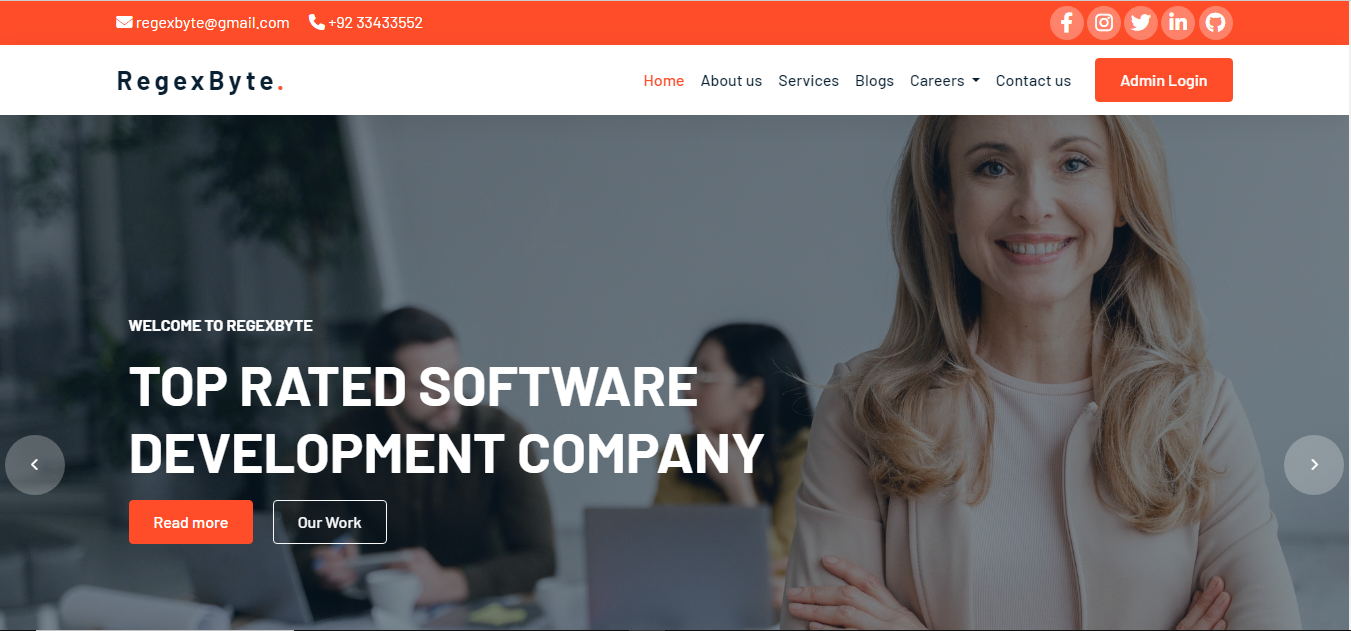 regexbyte@gmail.com +92 33433552
RegexByte.
Home About us Services Blogs Careers Contact us Admin Login
WELCOME TO REGEXBYTE
TOP RATED SOFTWARE
DEVELOPMENT COMPANY
Read more Our Work